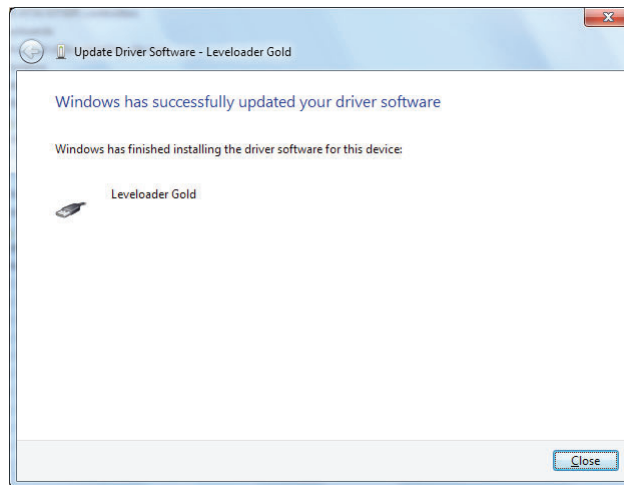 Update Driver Software - Leveloader Gold
Windows has successfully updated your driver software
Windows has finished installing the driver software for this device:
Leveloader Gold
Close